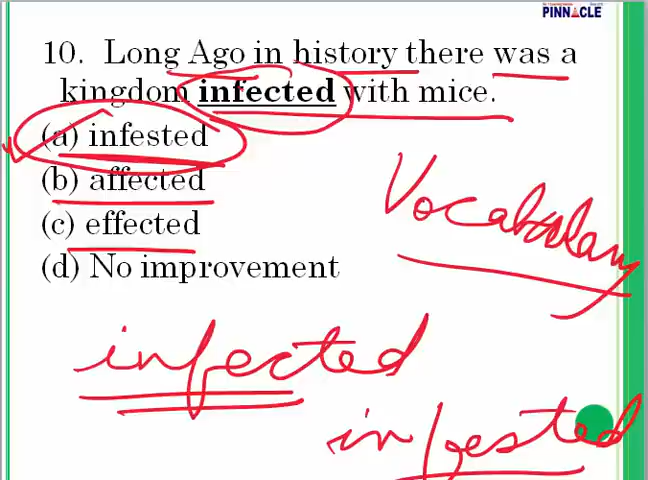 PINNACLE
10. Long Ago in history there was a
kingdom infected with mice.
(a) infested
(b) affected
(c) effected
(d) No improvement
Vocabulary
infected
infested